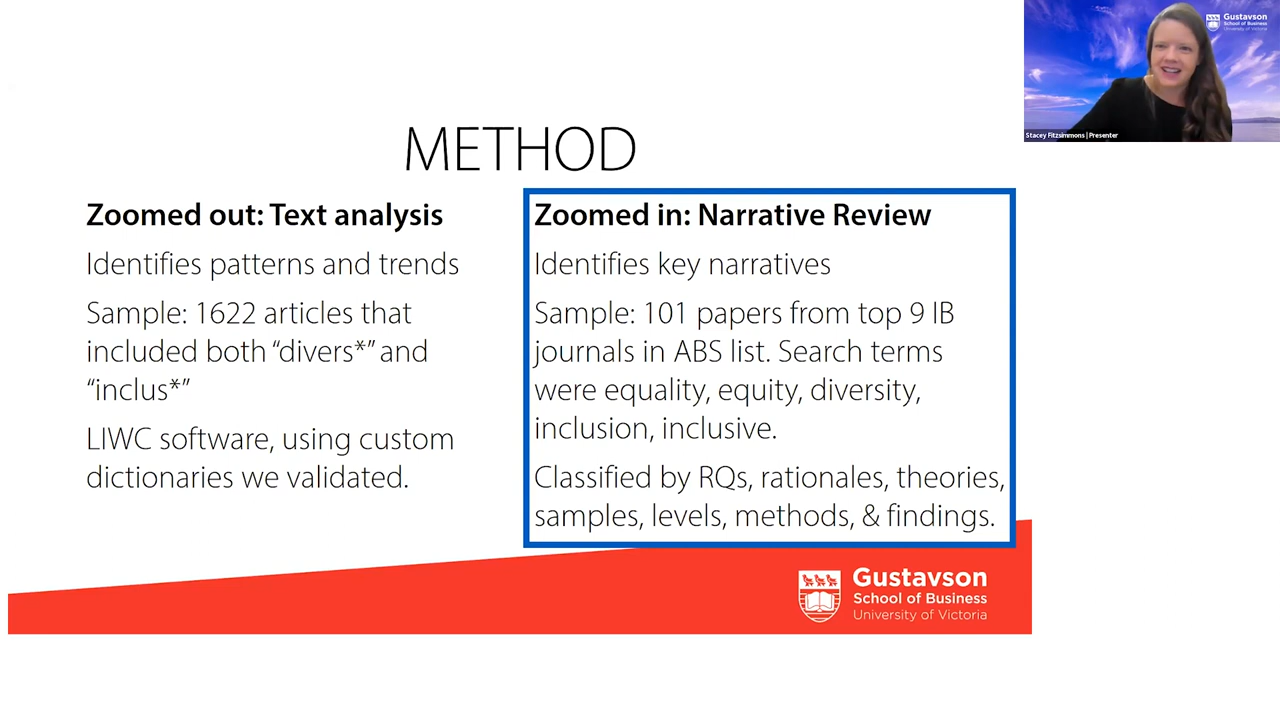 METHOD
Zoomed out: Text analysis
Identifies patterns and trends
Sample: 1622 articles that
included both “divers*” and
“inclus*”
LIWC software, using custom
dictionaries we validated.
Zoomed in: Narrative Review
Identifies key narratives
Sample: 101 papers from top 9 IB
journals in ABS list. Search terms
were equality, equity, diversity,
inclusion, inclusive.
Classified by RQs, rationales, theories,
samples, levels, methods, & findings.
Gustavson
School of Business
University of Victoria
Gustavson
School of Business
University of Victoria
Stacey Fitzsimmons | Presenter